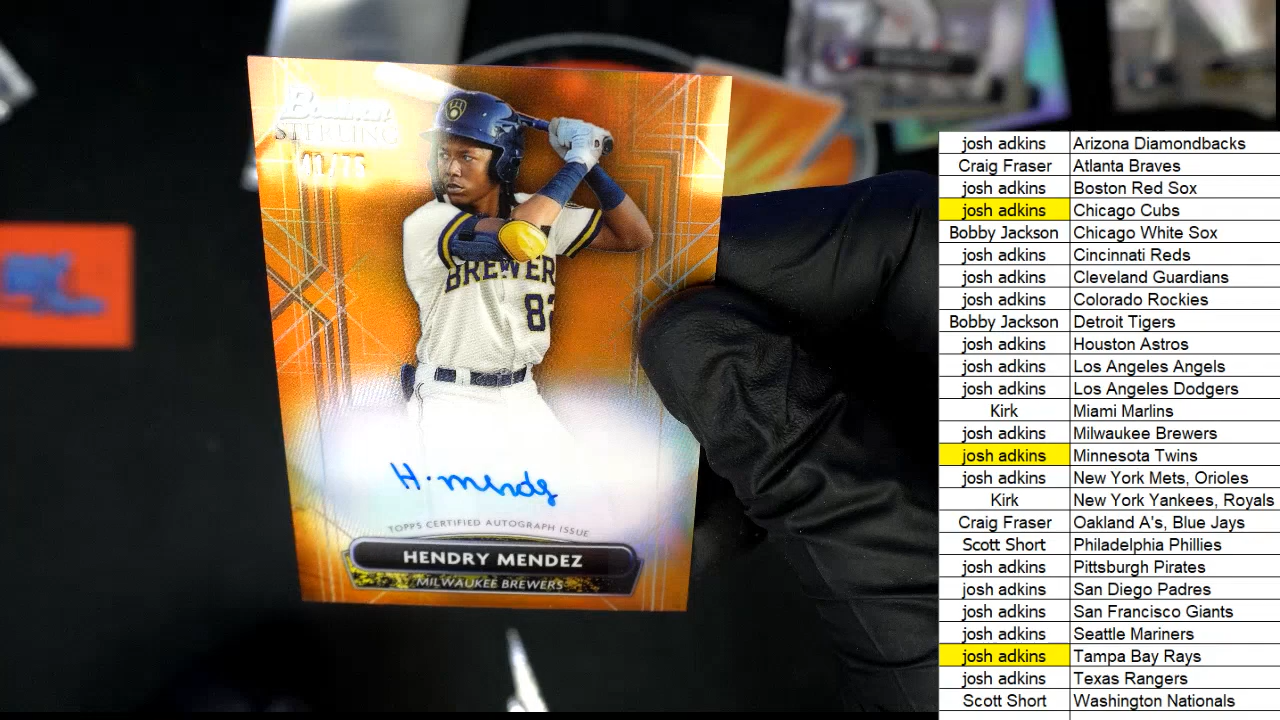 Bowman
STERLING
BREWER
82
H. Mendez
TOPPS CERTIFIED AUTOGRAPH ISSUE
HENDRY MENDEZ
MILWAUKEE BREWERS
josh adkins Arizona Diamondbacks
Craig Fraser Atlanta Braves
josh adkins Boston Red Sox
josh adkins Chicago Cubs
Bobby Jackson Chicago White Sox
josh adkins Cincinnati Reds
josh adkins Cleveland Guardians
josh adkins Colorado Rockies
Bobby Jackson Detroit Tigers
josh adkins Houston Astros
josh adkins Los Angeles Angels
josh adkins Los Angeles Dodgers
Kirk Miami Marlins
josh adkins Milwaukee Brewers
josh adkins Minnesota Twins
josh adkins New York Mets, Orioles
Kirk New York Yankees, Royals
Craig Fraser Oakland A's, Blue Jays
Scott Short Philadelphia Phillies
josh adkins Pittsburgh Pirates
josh adkins San Diego Padres
josh adkins San Francisco Giants
josh adkins Seattle Mariners
josh adkins Tampa Bay Rays
josh adkins Texas Rangers
Scott Short Washington Nationals